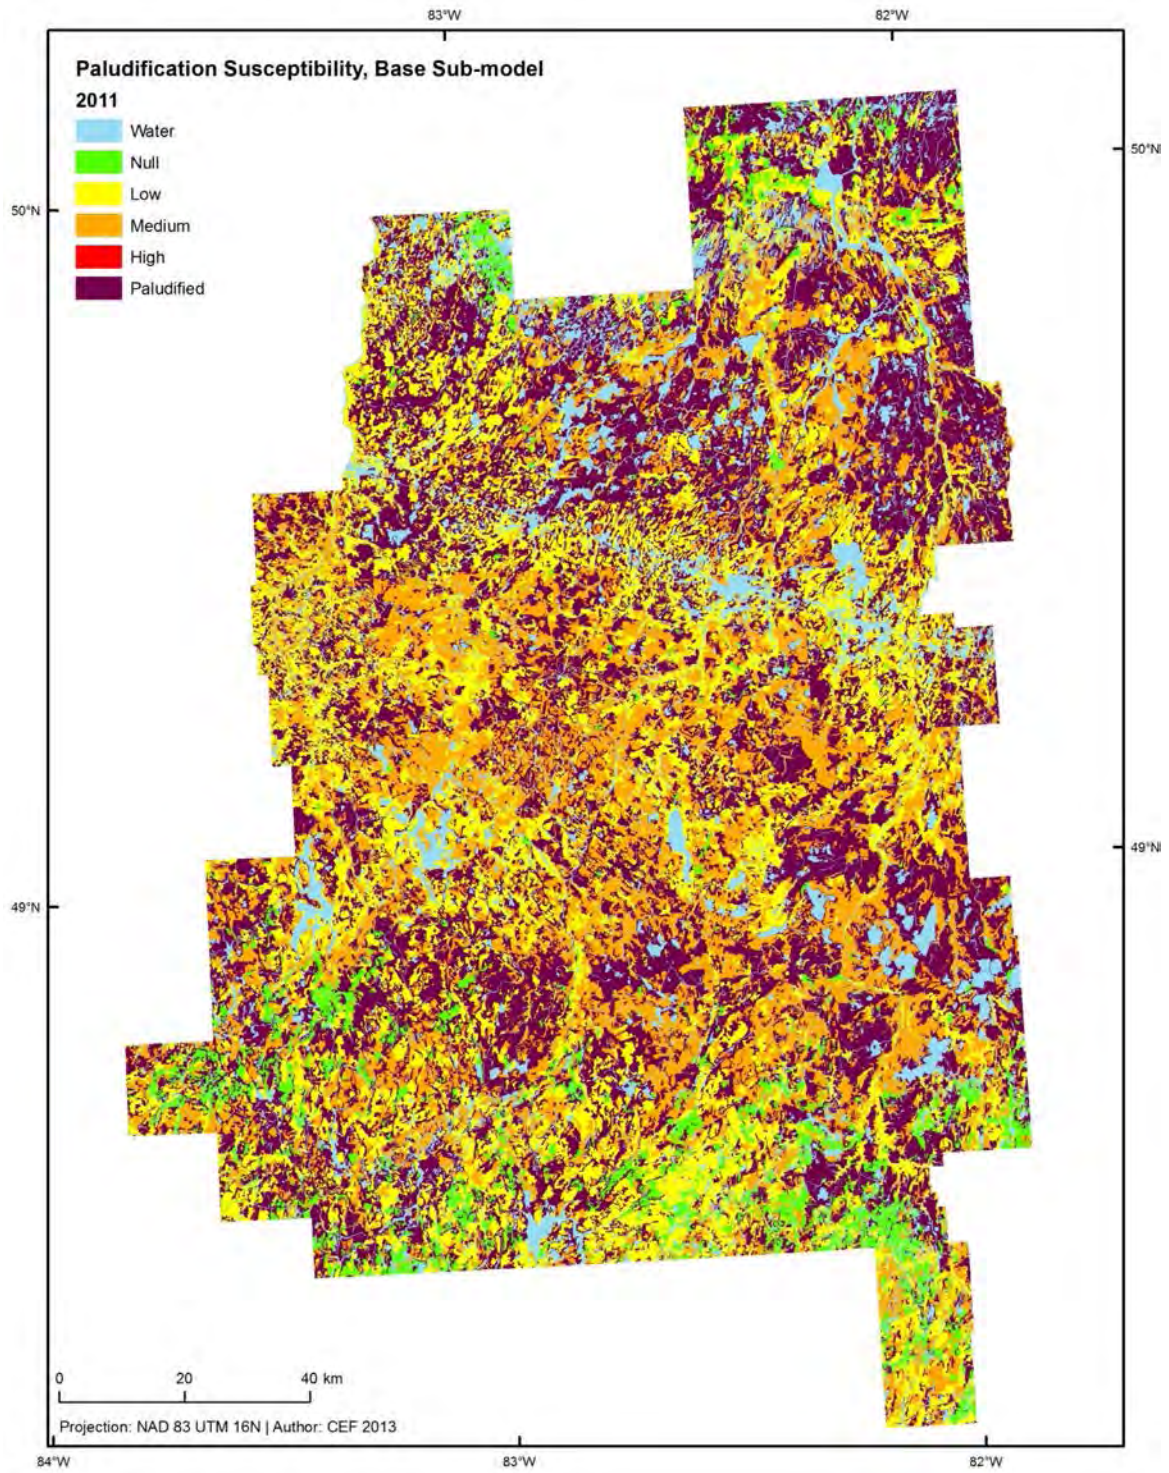 83°W 82°W
Paludification Susceptibility, Base Sub-model
2011
Water
50°N
Null
Low
50°N Medium
High
Paludified
49°N
49°N
0 20 40 km
Projection: NAD 83 UTM 16N | Author: CEF 2013
84°W 83°W 82°W